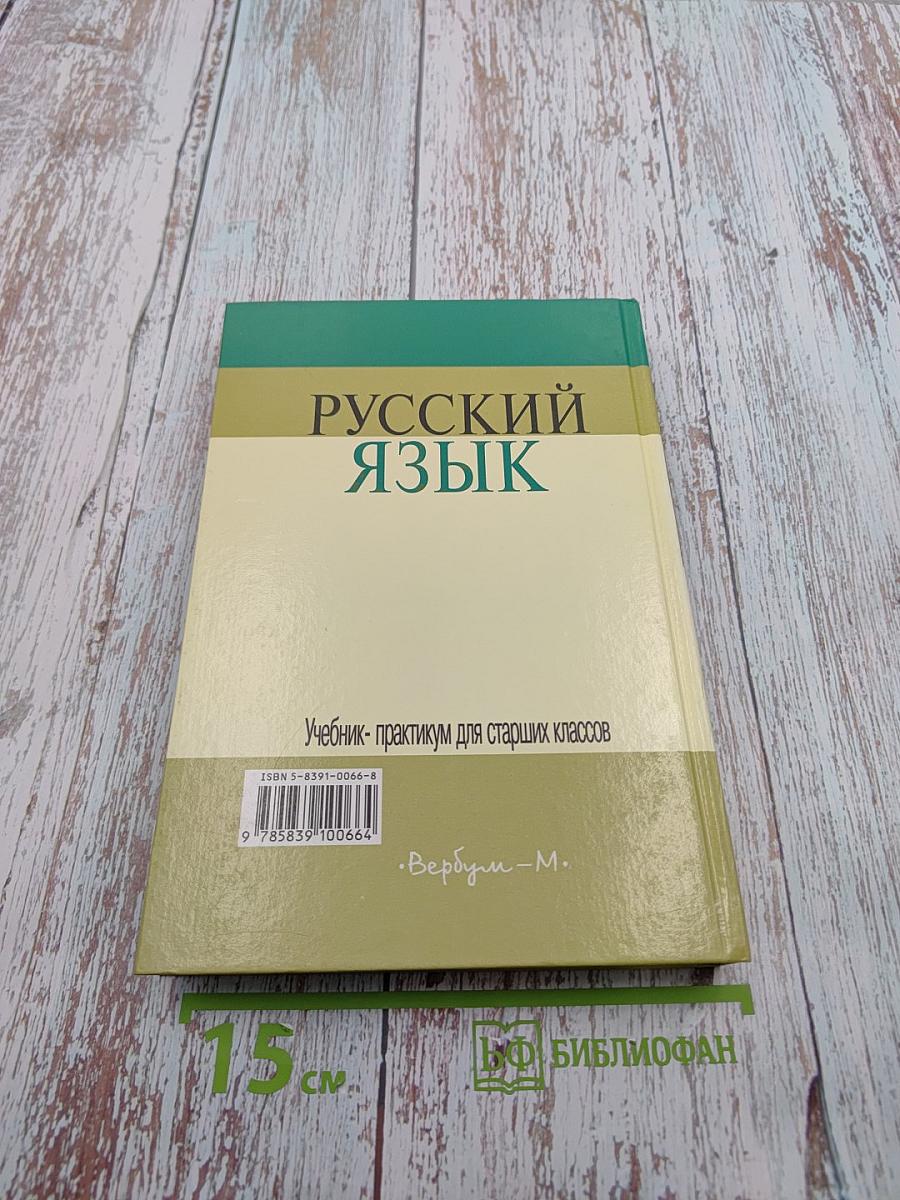 РУССКИЙ
ЯЗЫК
Учебник- практикум для старших классов
ISBN 5-8391-0066-8
9 785839 100664
·Вербум – М·
15 см
БФ БИБЛИОФАН